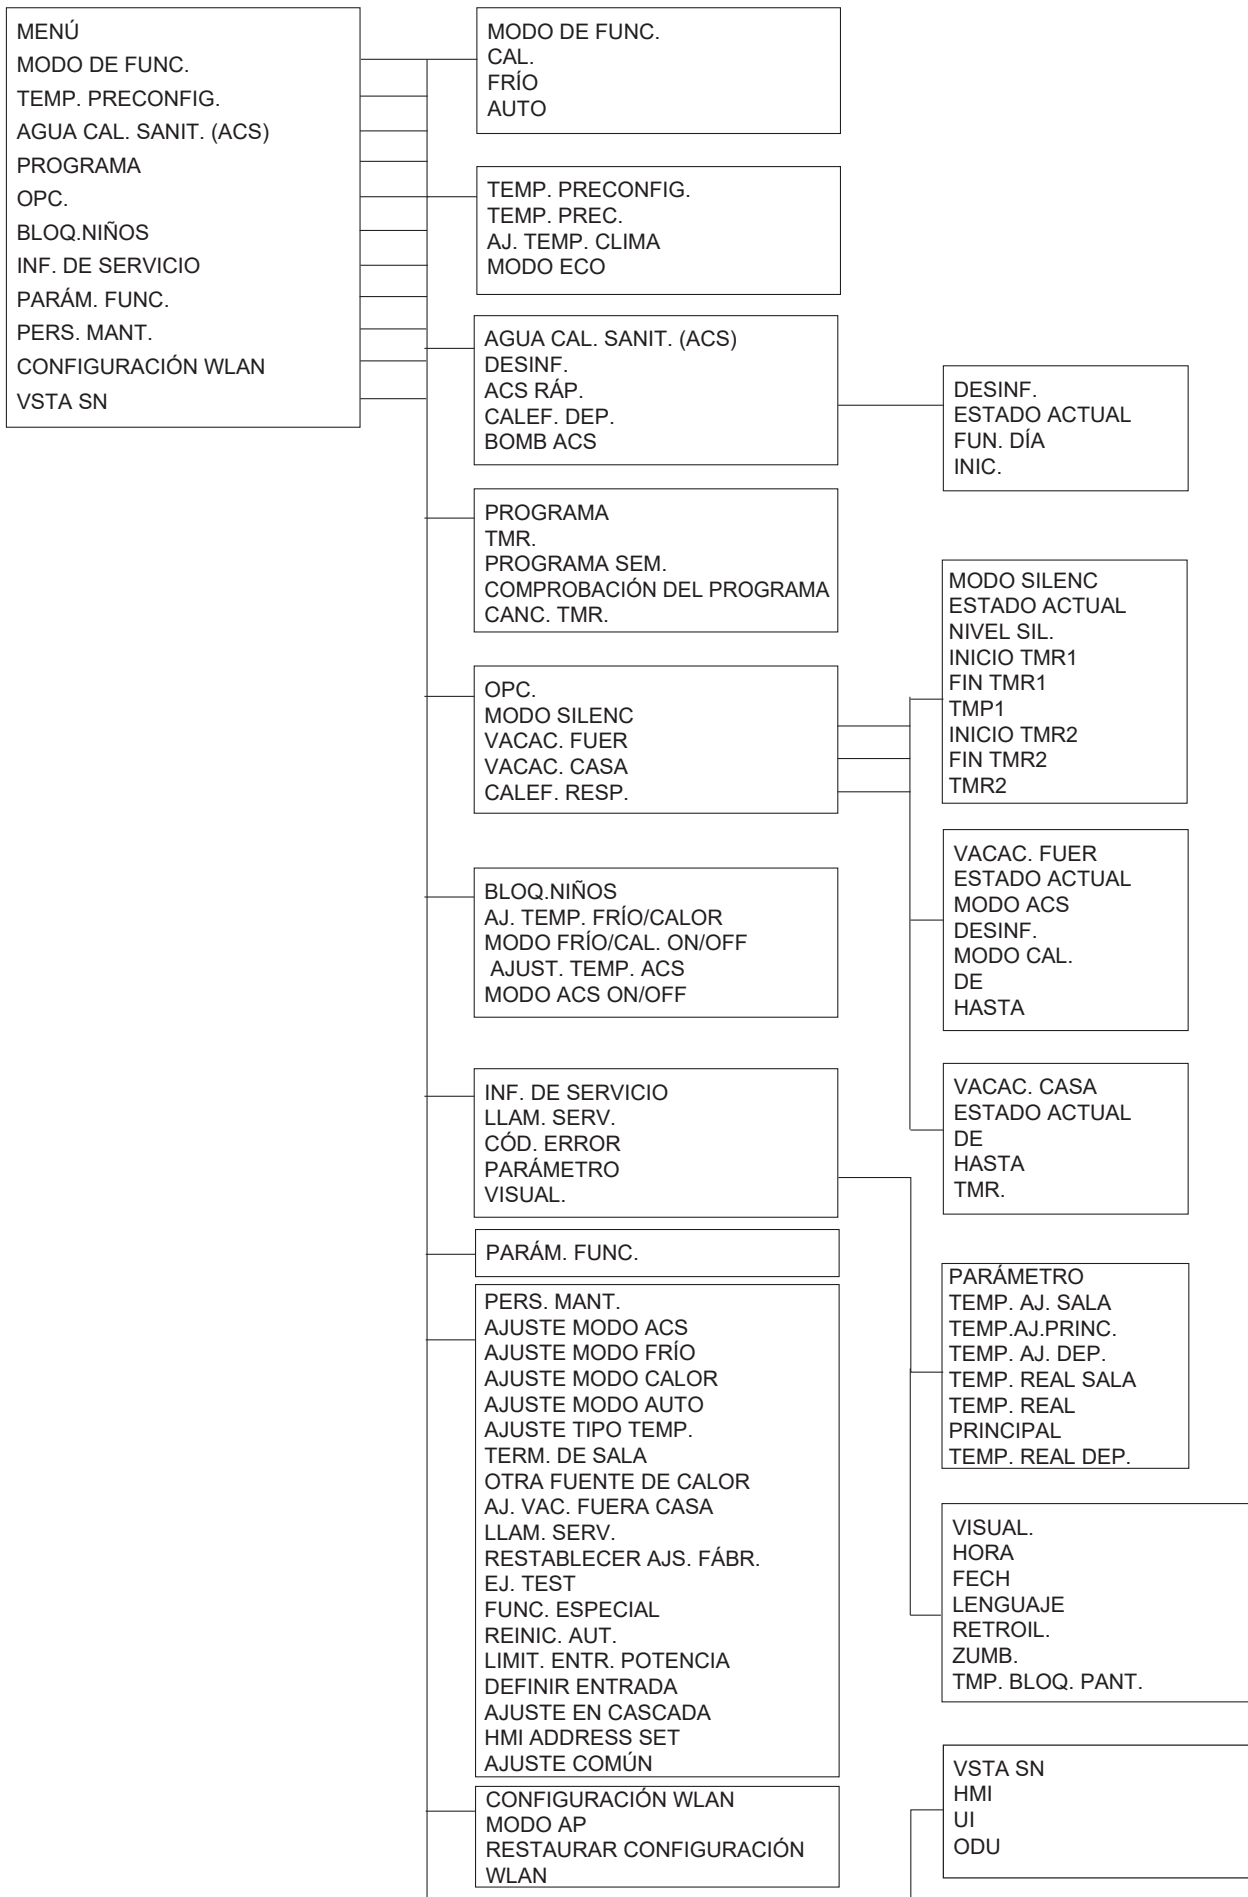 MENÚ
MODO DE FUNC.
TEMP. PRECONFIG.
AGUA CAL. SANIT. (ACS)
PROGRAMA
OPC.
BLOQ.NIÑOS
INF. DE SERVICIO
PARÁM. FUNC.
PERS. MANT.
CONFIGURACIÓN WLAN
VSTA SN
MODO DE FUNC.
CAL.
FRÍO
AUTO
TEMP. PRECONFIG.
TEMP. PREC.
AJ. TEMP. CLIMA
MODO ECO
AGUA CAL. SANIT. (ACS)
DESINF.
ACS RÁP.
CALEF. DEP.
BOMB ACS
DESINF.
ESTADO ACTUAL
FUN. DÍA
INIC.
PROGRAMA
TMR.
PROGRAMA SEM.
COMPROBACIÓN DEL PROGRAMA
CANC. TMR.
OPC.
MODO SILENC
VACAC. FUER
VACAC. CASA
CALEF. RESP.
MODO SILENC
ESTADO ACTUAL
NIVEL SIL.
INICIO TMR1
FIN TMR1
TMP1
INICIO TMR2
FIN TMR2
TMR2
VACAC. FUER
ESTADO ACTUAL
MODO ACS
DESINF.
MODO CAL.
DE
HASTA
VACAC. CASA
ESTADO ACTUAL
DE
HASTA
TMR.
BLOQ.NIÑOS
AJ. TEMP. FRÍO/CALOR
MODO FRÍO/CAL. ON/OFF
AJUST. TEMP. ACS
MODO ACS ON/OFF
INF. DE SERVICIO
LLAM. SERV.
CÓD. ERROR
PARÁMETRO
VISUAL.
PARÁMETRO
TEMP. AJ. SALA
TEMP.AJ.PRINC.
TEMP. AJ. DEP.
TEMP. REAL SALA
TEMP. REAL
PRINCIPAL
TEMP. REAL DEP.
VISUAL.
HORA
FECH
LENGUAJE
RETROIL.
ZUMB.
TMP. BLOQ. PANT.
PARÁM. FUNC.
PERS. MANT.
AJUSTE MODO ACS
AJUSTE MODO FRÍO
AJUSTE MODO CALOR
AJUSTE MODO AUTO
AJUSTE TIPO TEMP.
TERM. DE SALA
OTRA FUENTE DE CALOR
AJ. VAC. FUERA CASA
LLAM. SERV.
RESTABLECER AJS. FÁBR.
EJ. TEST
FUNC. ESPECIAL
REINIC. AUT.
LIMIT. ENTR. POTENCIA
DEFINIR ENTRADA
AJUSTE EN CASCADA
HMI ADDRESS SET
AJUSTE COMÚN
CONFIGURACIÓN WLAN
MODO AP
RESTAURAR CONFIGURACIÓN
WLAN
VSTA SN
HMI
UI
ODU